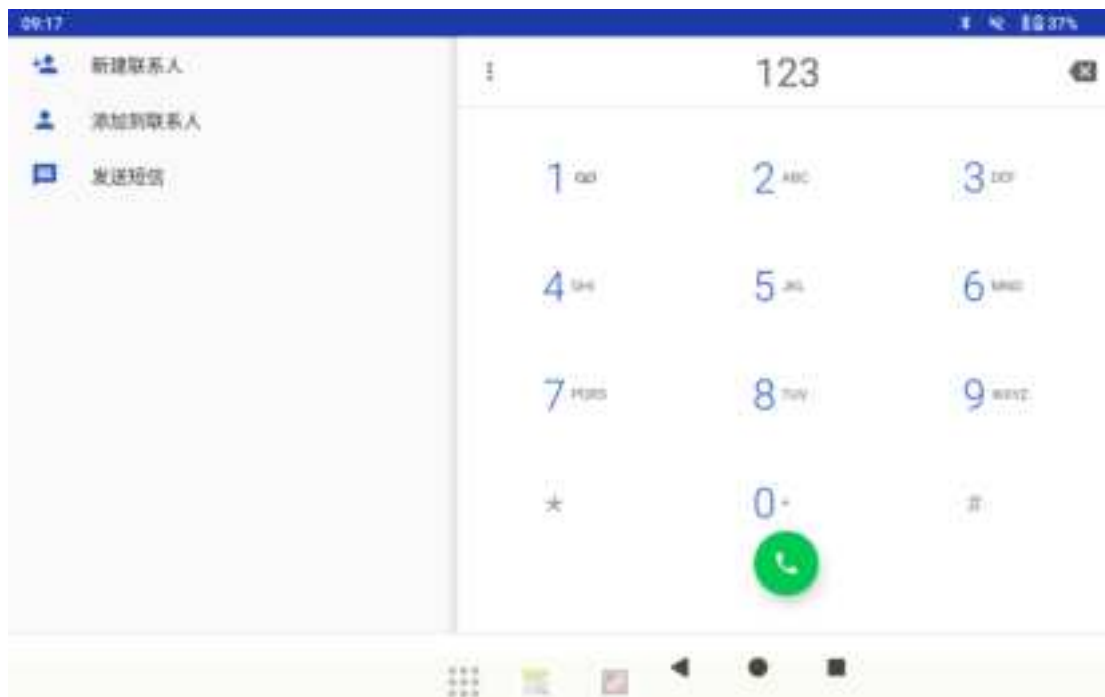 09:17
37%
新建联系人
添加到联系人
发送短信
123
1
2 ABC
3 DEF
4 GHI
5 JKL
6 MNO
7 PQRS
8 TUV
9 WXYZ
*
0 +
#